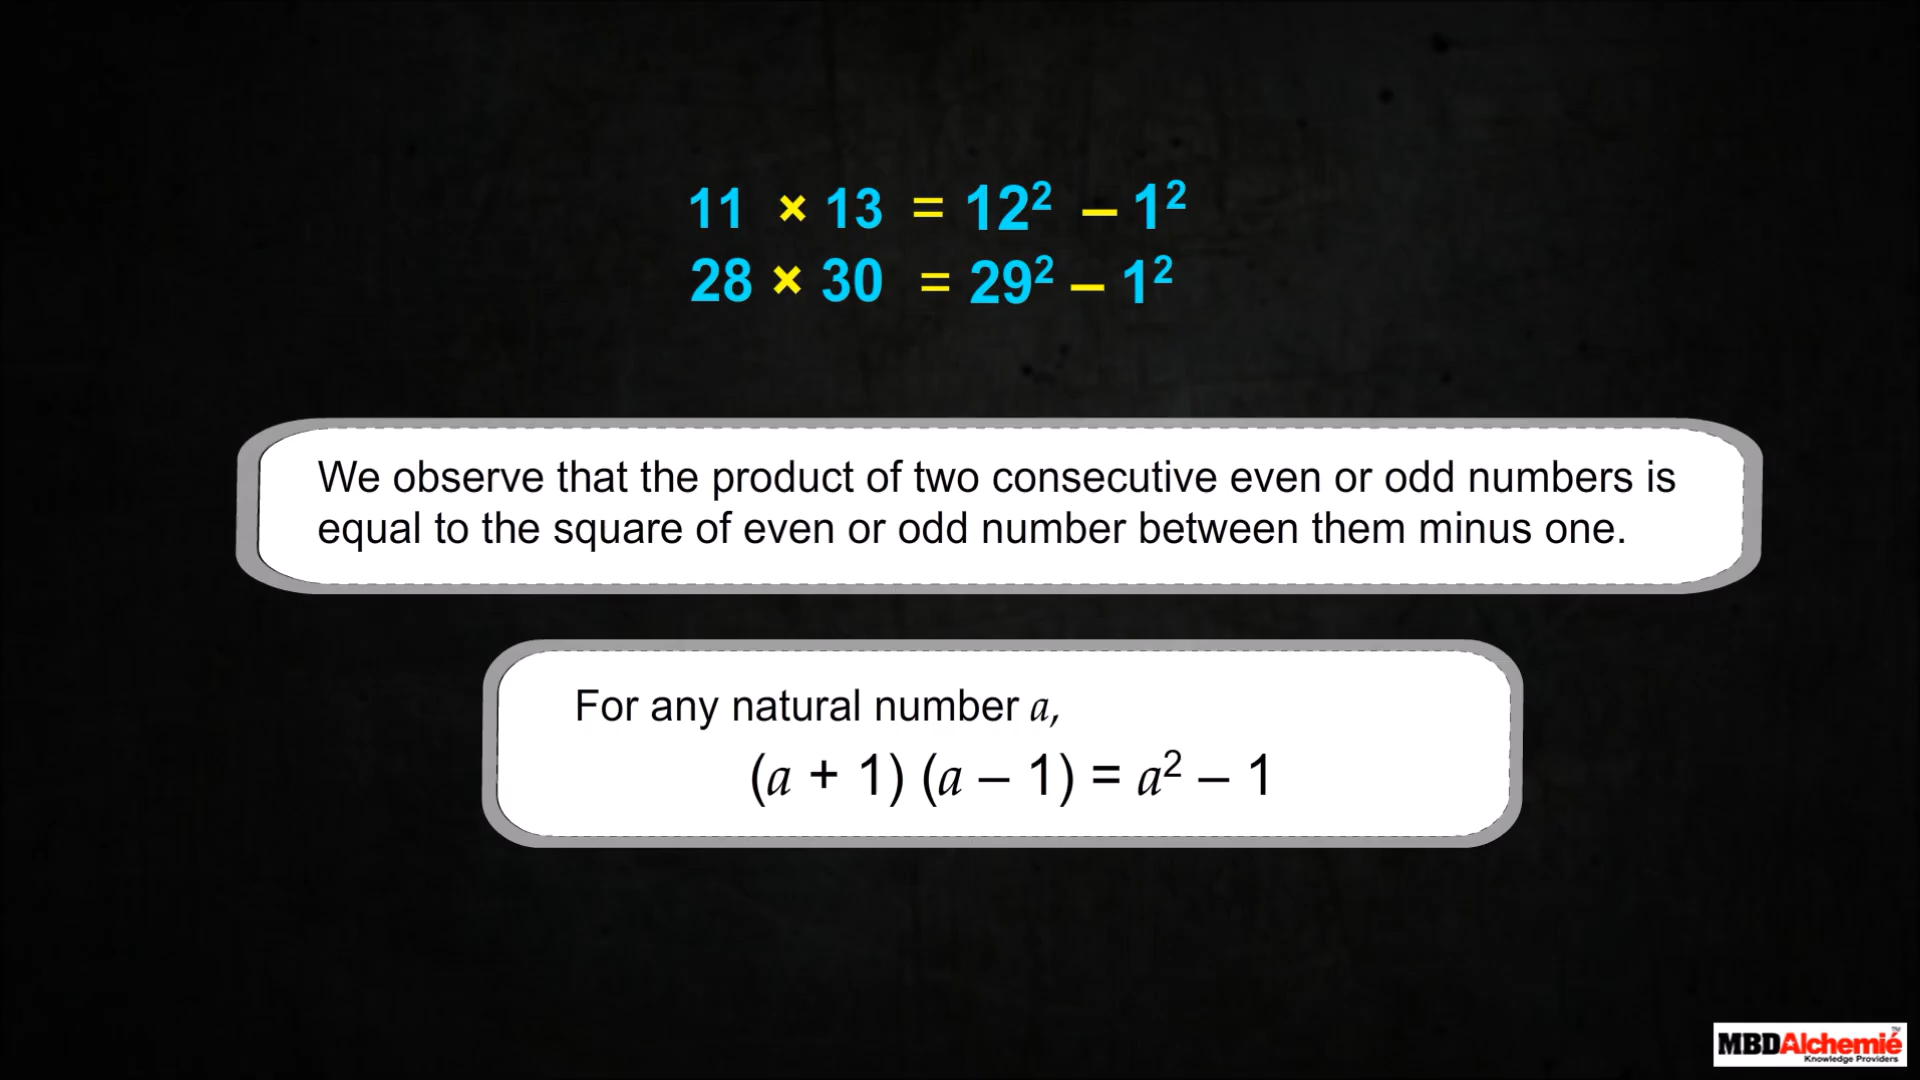 11 × 13 = 12² – 1²
28 × 30 = 29² – 1²
We observe that the product of two consecutive even or odd numbers is
equal to the square of even or odd number between them minus one.
For any natural number a,
(a + 1) (a – 1) = a² – 1
MBDAlchemié™
Knowledge Providers